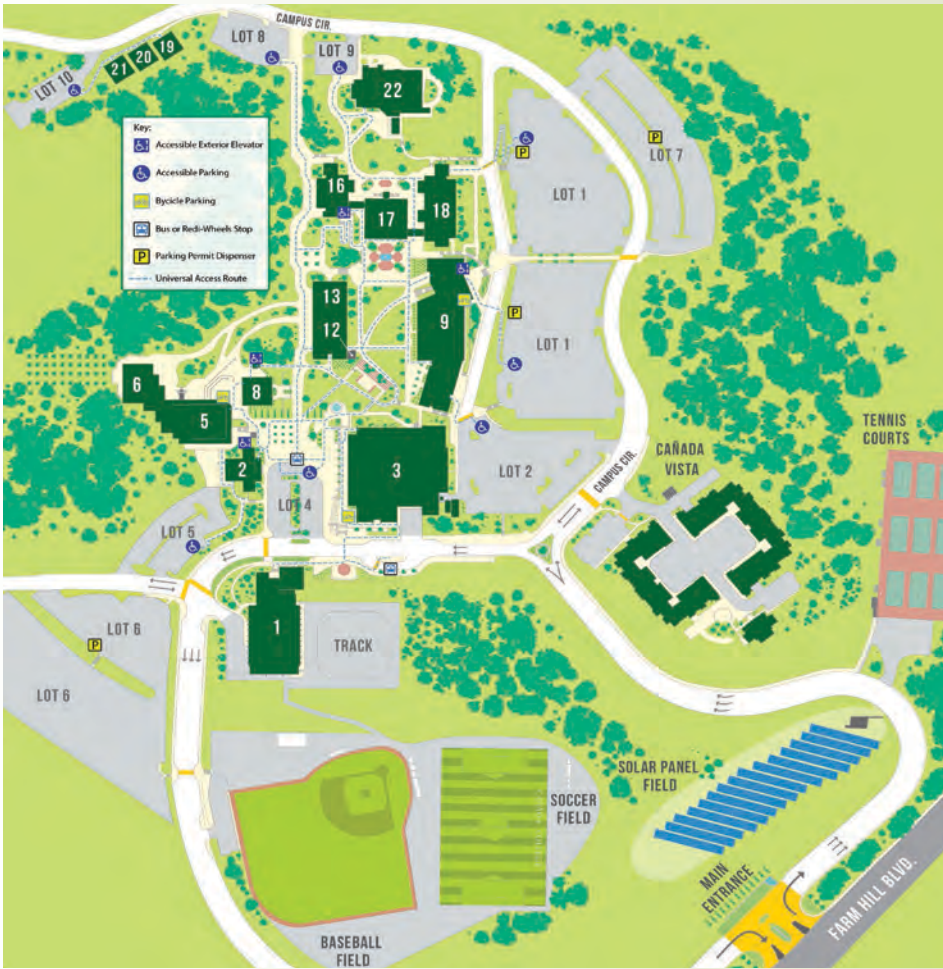 CAMPUS CIR.
LOT 8
LOT 9
19
20
21
LOT 10
22
Key:
Accessible Exterior Elevator
Accessible Parking
Bycicle Parking
Bus or Redi-Wheels Stop
P
Parking Permit Dispenser
Universal Access Route
P
P
LOT 7
LOT 1
16
17
18
13
12
9
P
LOT 1
6
5
8
2
3
LOT 2
LOT 4
LOT 5
CAMPUS CIR.
CAÑADA
VISTA
TENNIS
COURTS
1
TRACK
P
LOT 6
LOT 6
SOLAR PANEL
FIELD
SOCCER
FIELD
MAIN
ENTRANCE
FARM HILL BLVD.
BASEBALL
FIELD